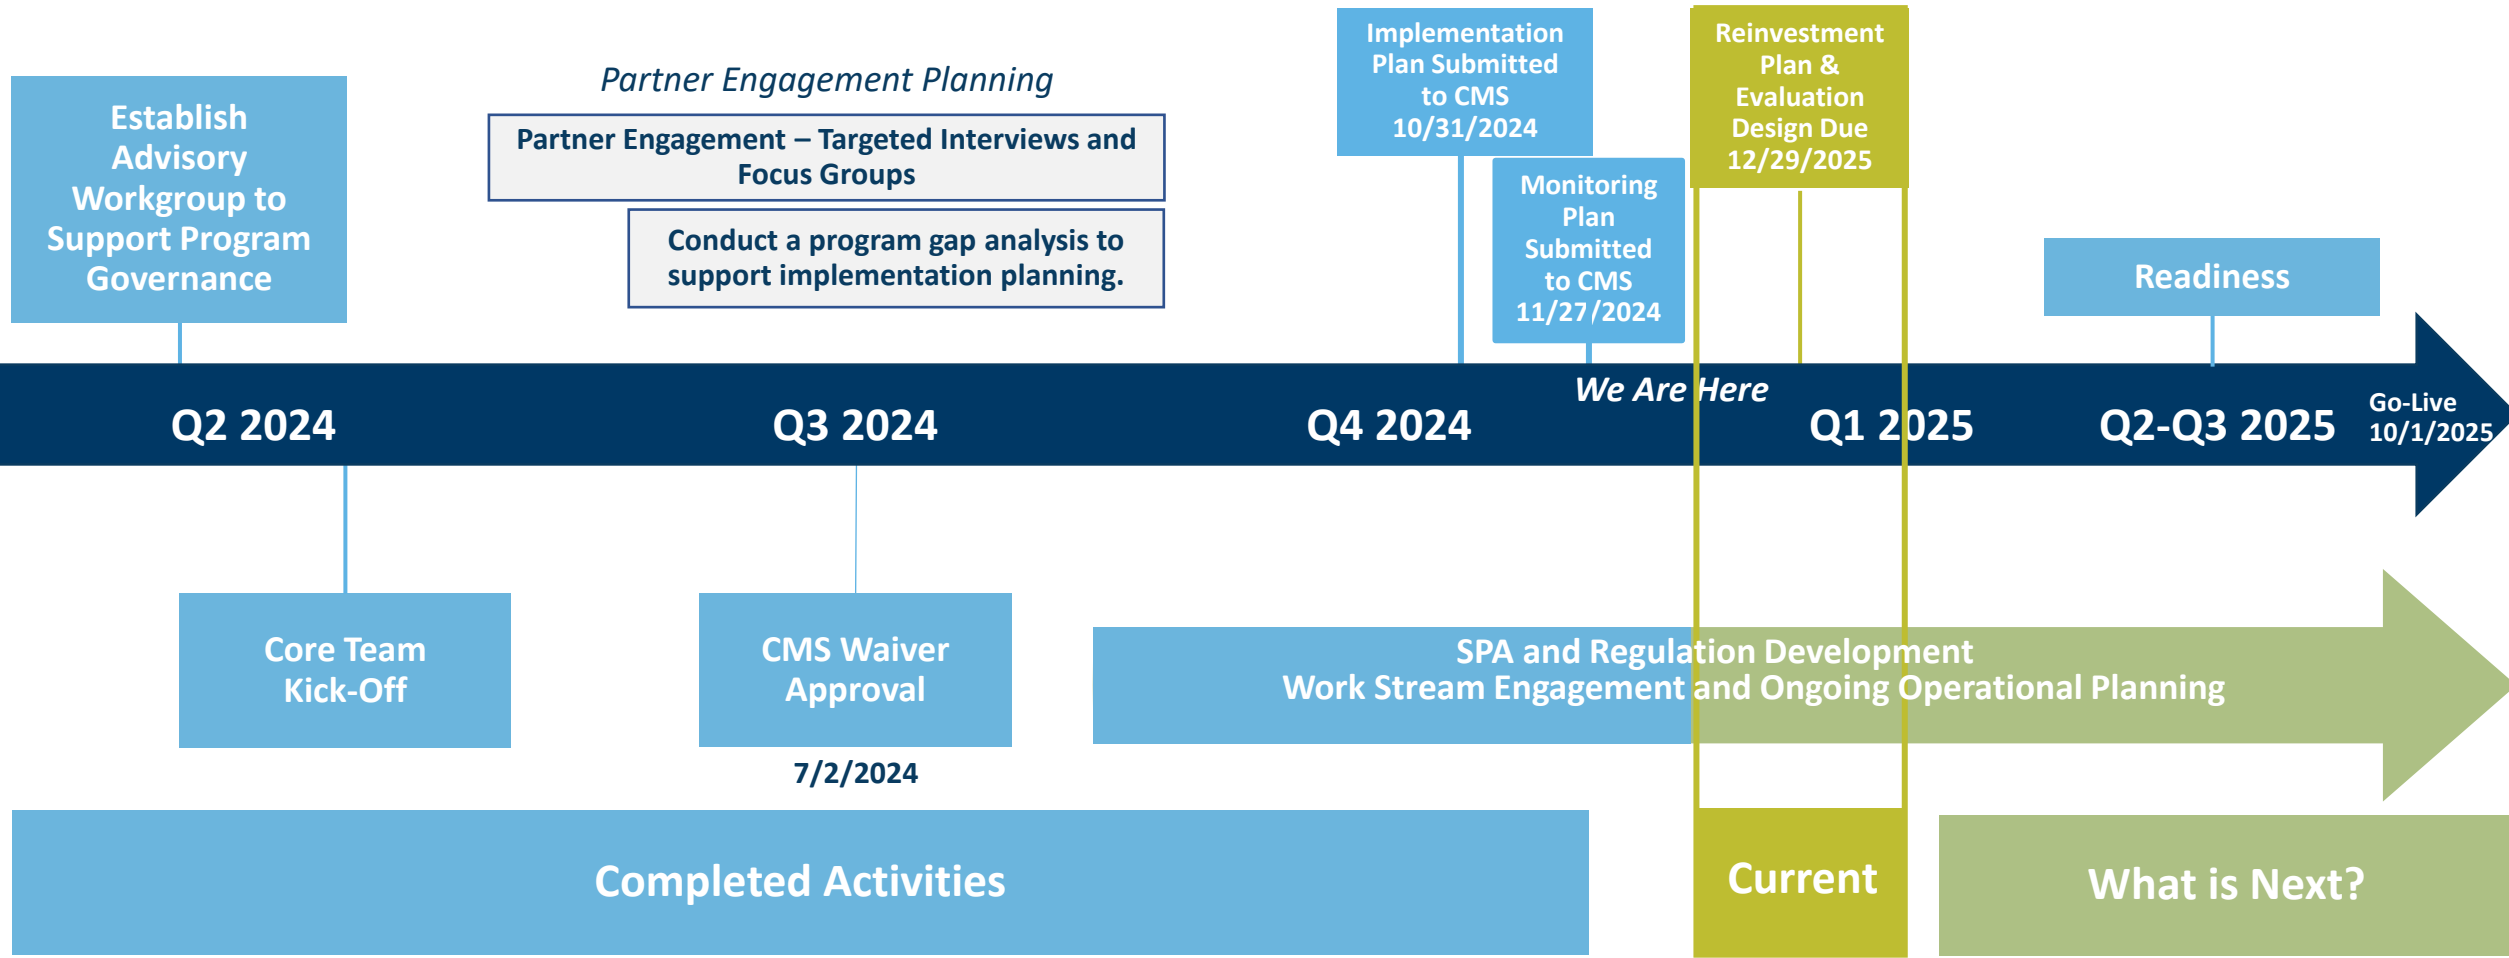 Establish
Advisory
Workgroup to
Support Program
Governance
Partner Engagement Planning
Partner Engagement – Targeted Interviews and
Focus Groups
Conduct a program gap analysis to
support implementation planning.
Implementation
Plan Submitted
to CMS
10/31/2024
Monitoring
Plan
Submitted
to CMS
11/27/2024
Reinvestment
Plan &
Evaluation
Design Due
12/29/2025
Readiness
We Are Here
Q2 2024
Q3 2024
Q4 2024
Q1 2025
Q2-Q3 2025
Go-Live
10/1/2025
Core Team
Kick-Off
CMS Waiver
Approval
7/2/2024
SPA and Regulation Development
Work Stream Engagement and Ongoing Operational Planning
Completed Activities
Current
What is Next?